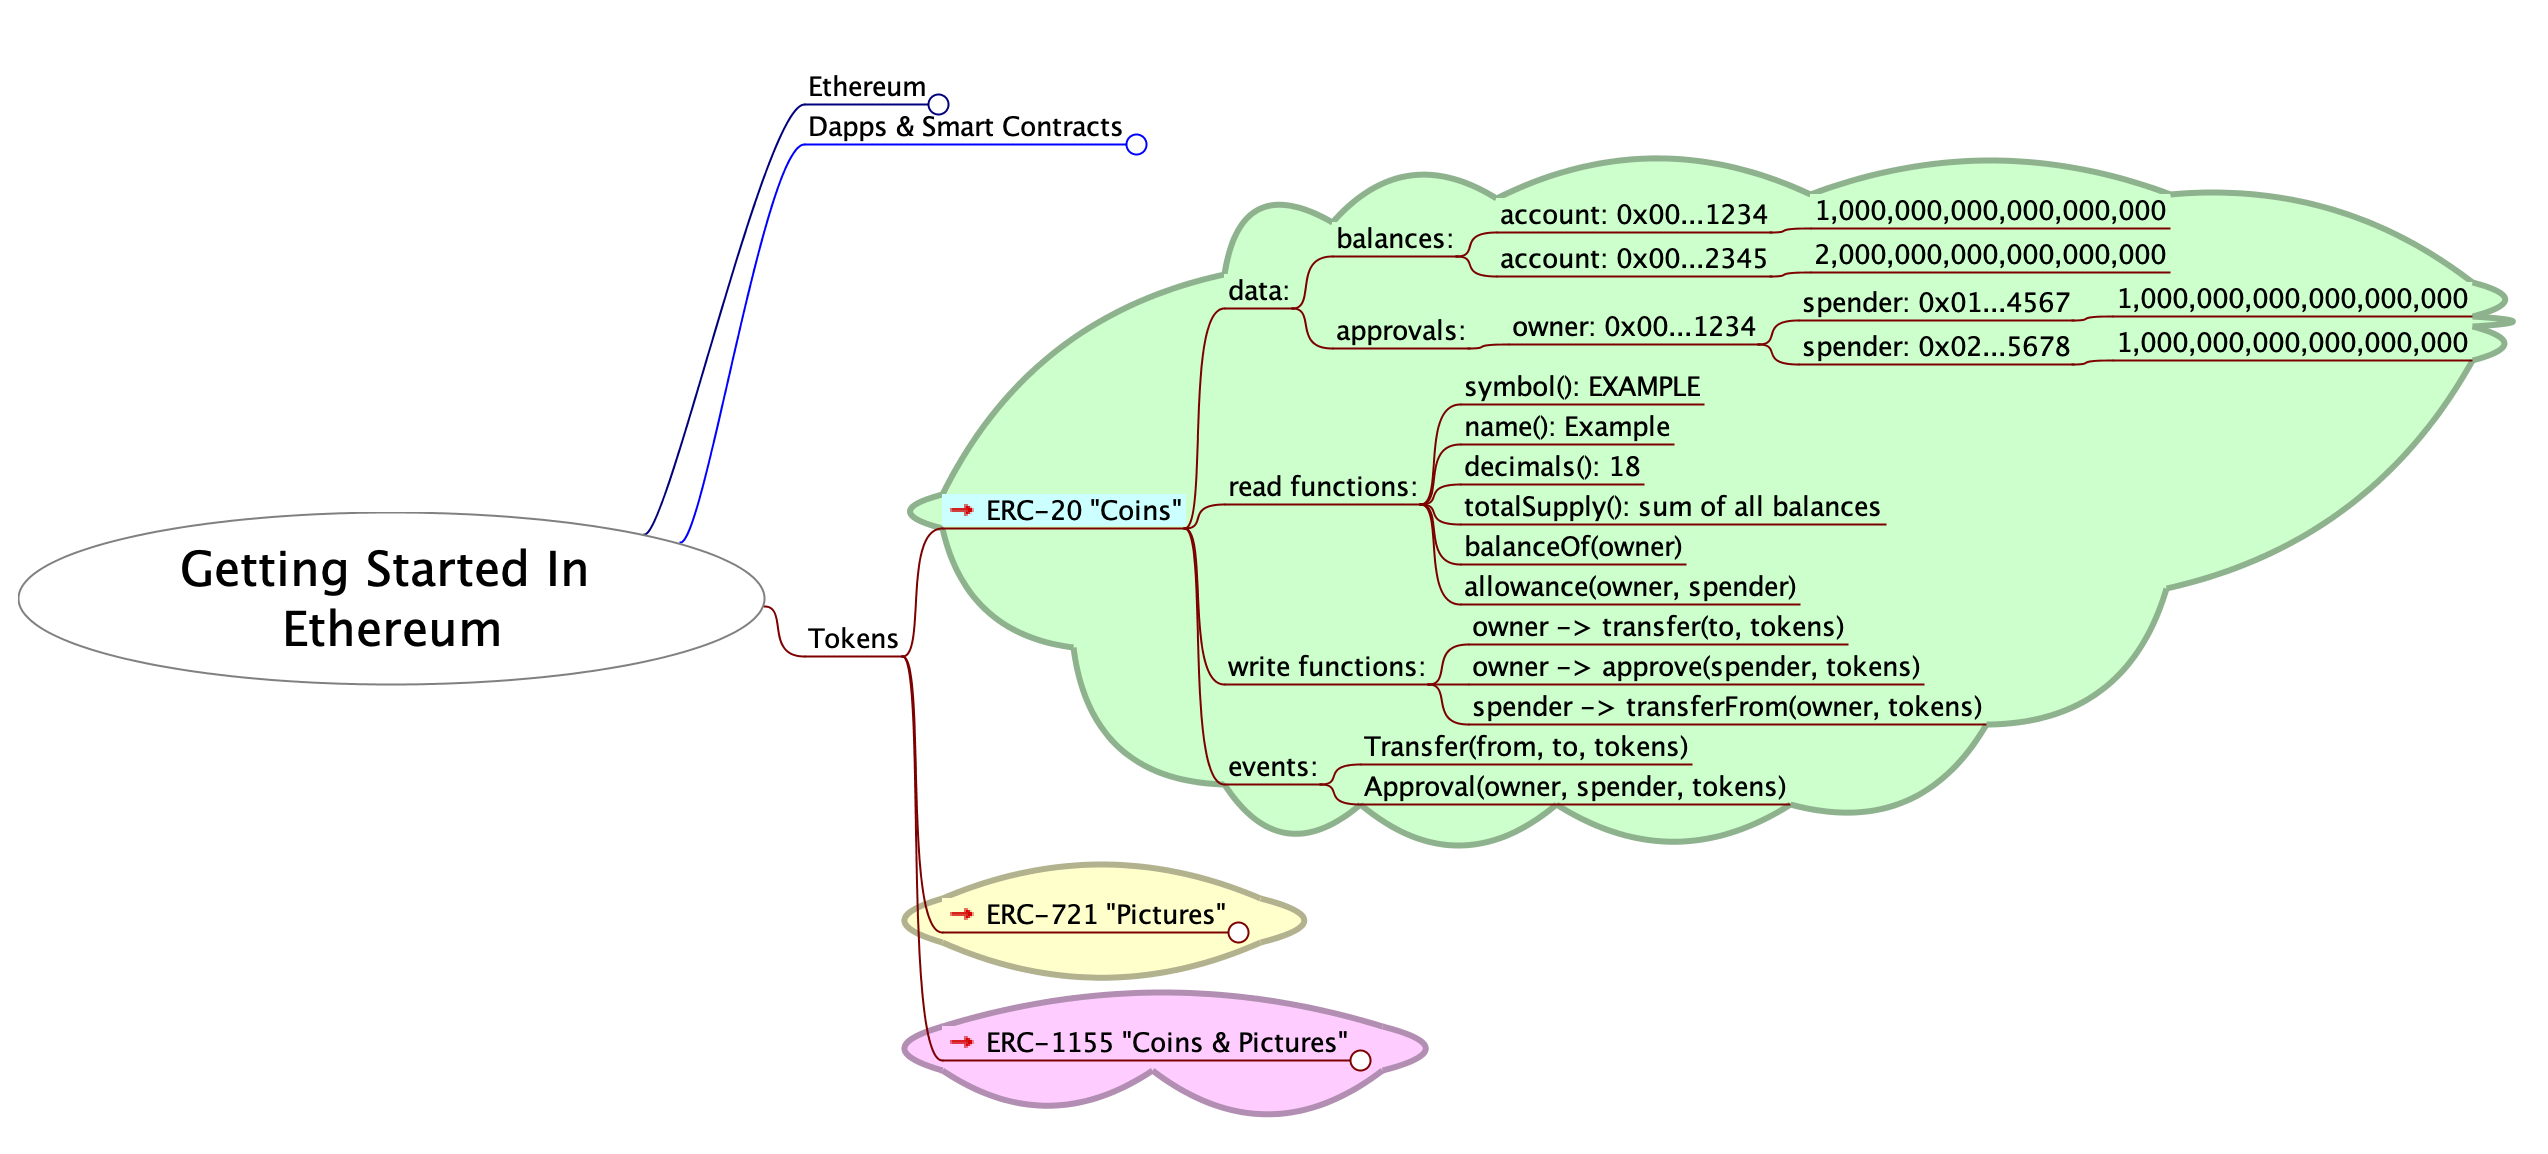 Ethereum
Dapps & Smart Contracts
Getting Started In
Ethereum
Tokens
ERC-20 "Coins"
data:
balances:
account: 0x00...1234
1,000,000,000,000,000,000
account: 0x00...2345
2,000,000,000,000,000,000
approvals:
owner: 0x00...1234
spender: 0x01...4567
1,000,000,000,000,000,000
spender: 0x02...5678
1,000,000,000,000,000,000
read functions:
symbol(): EXAMPLE
name(): Example
decimals(): 18
totalSupply(): sum of all balances
balanceOf(owner)
allowance(owner, spender)
write functions:
owner -> transfer(to, tokens)
owner -> approve(spender, tokens)
spender -> transferFrom(owner, tokens)
events:
Transfer(from, to, tokens)
Approval(owner, spender, tokens)
ERC-721 "Pictures"
ERC-1155 "Coins & Pictures"